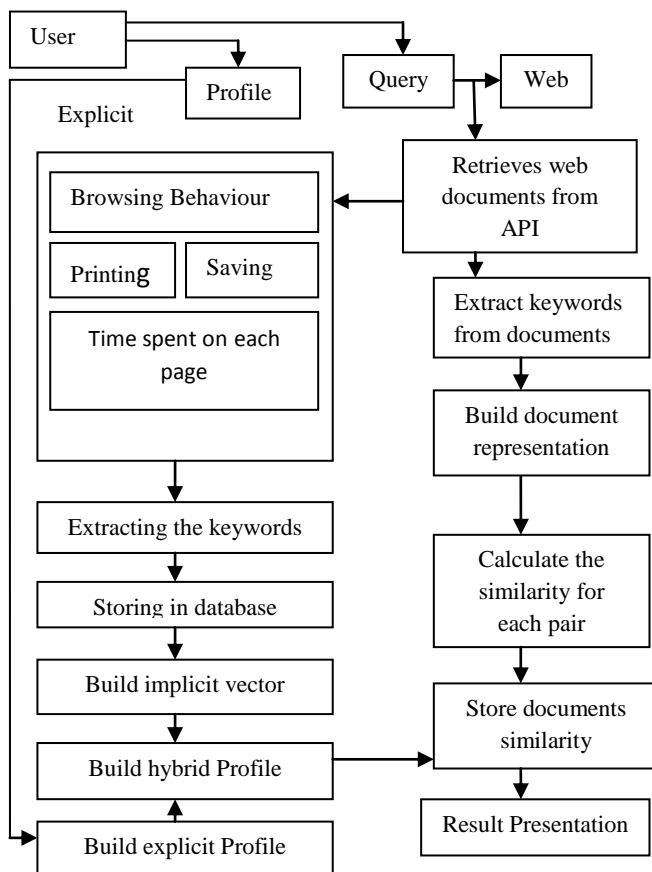 User
Query
Web
Profile
Explicit
Retrieves web
documents from
API
Browsing Behaviour
Printing
Saving
Time spent on each
page
Extract keywords
from documents
Build document
representation
Extracting the keywords
Storing in database
Build implicit vector
Build hybrid Profile
Build explicit Profile
Calculate the
similarity for
each pair
Store documents
similarity
Result Presentation